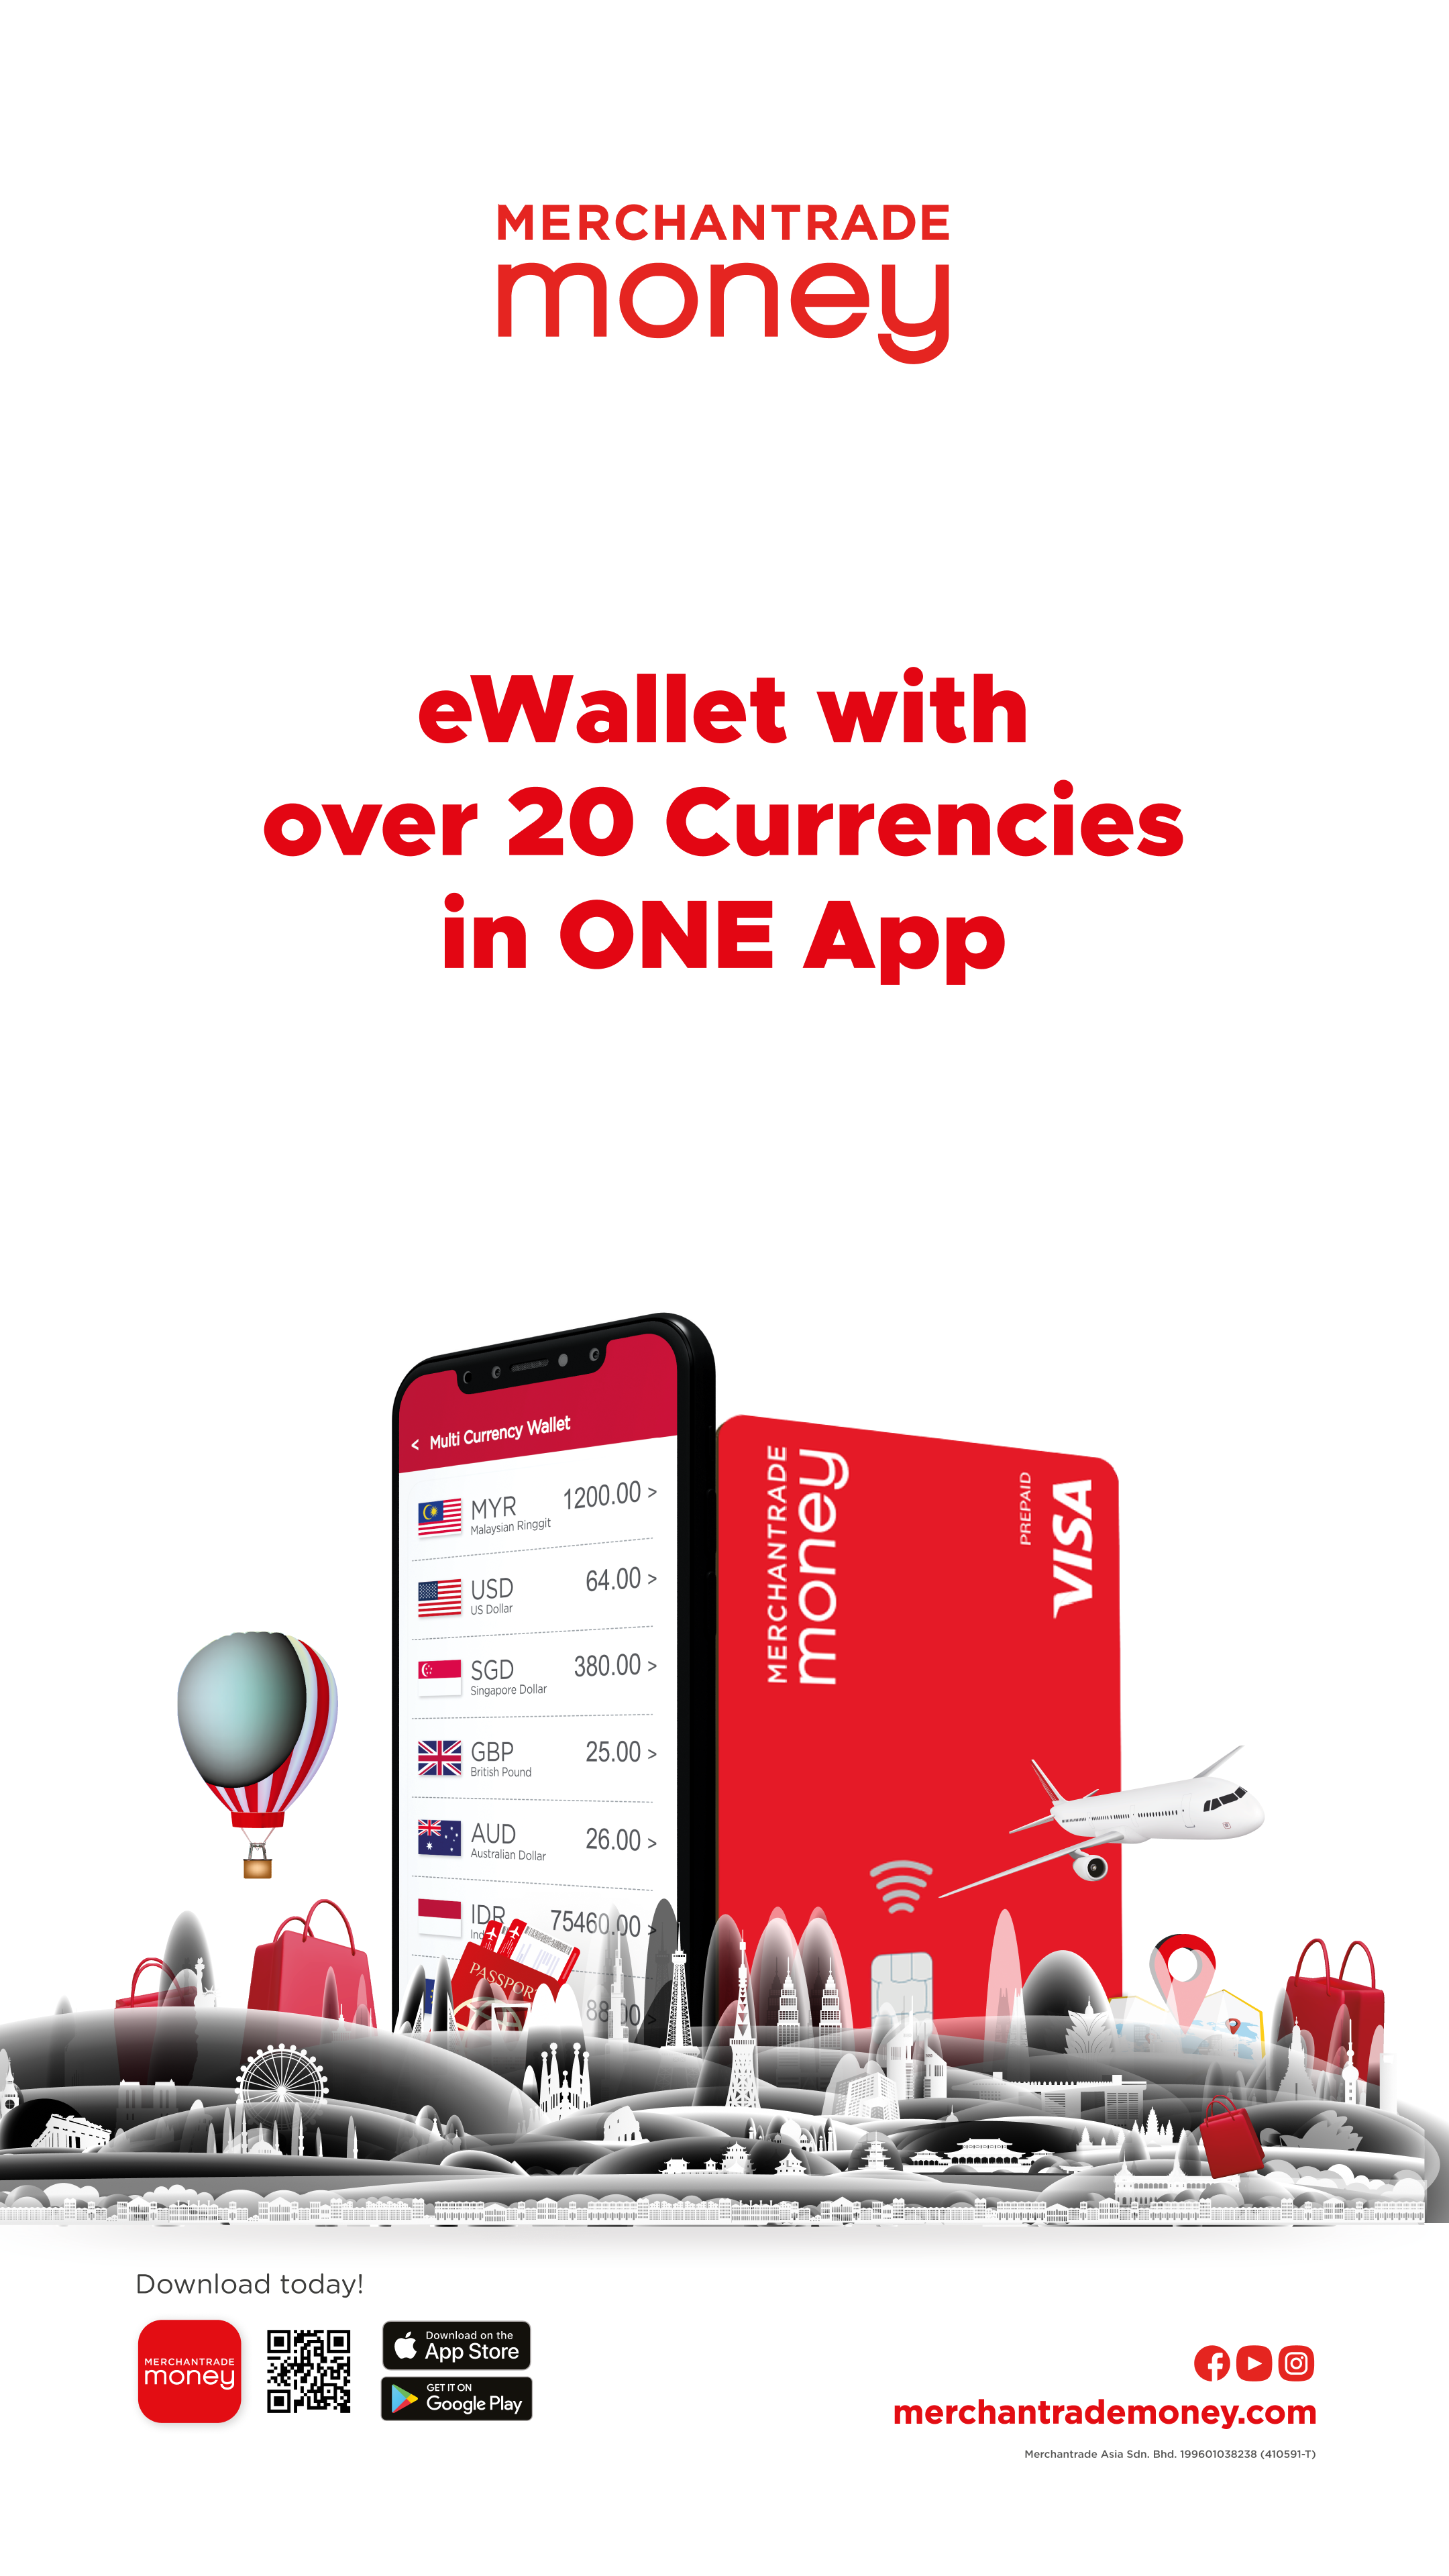 MERCHANTRADE
money
eWallet with
over 20 Currencies
in ONE App
< Multi Currency Wallet
MYR 1200.00 >
Malaysian Ringgit
USD 64.00 >
US Dollar
SGD 380.00 >
Singapore Dollar
GBP 25.00 >
British Pound
AUD 26.00 >
Australian Dollar
IDR 75460.00 >
88.00 >
PASSPOR
MERCHANTRADE
money
PREPAID
VISA
Download today!
MERCHANTRADE
money
Download on the
App Store
GET IT ON
Google Play
merchantrademoney.com
Merchantrade Asia Sdn. Bhd. 199601038238 (410591-T)